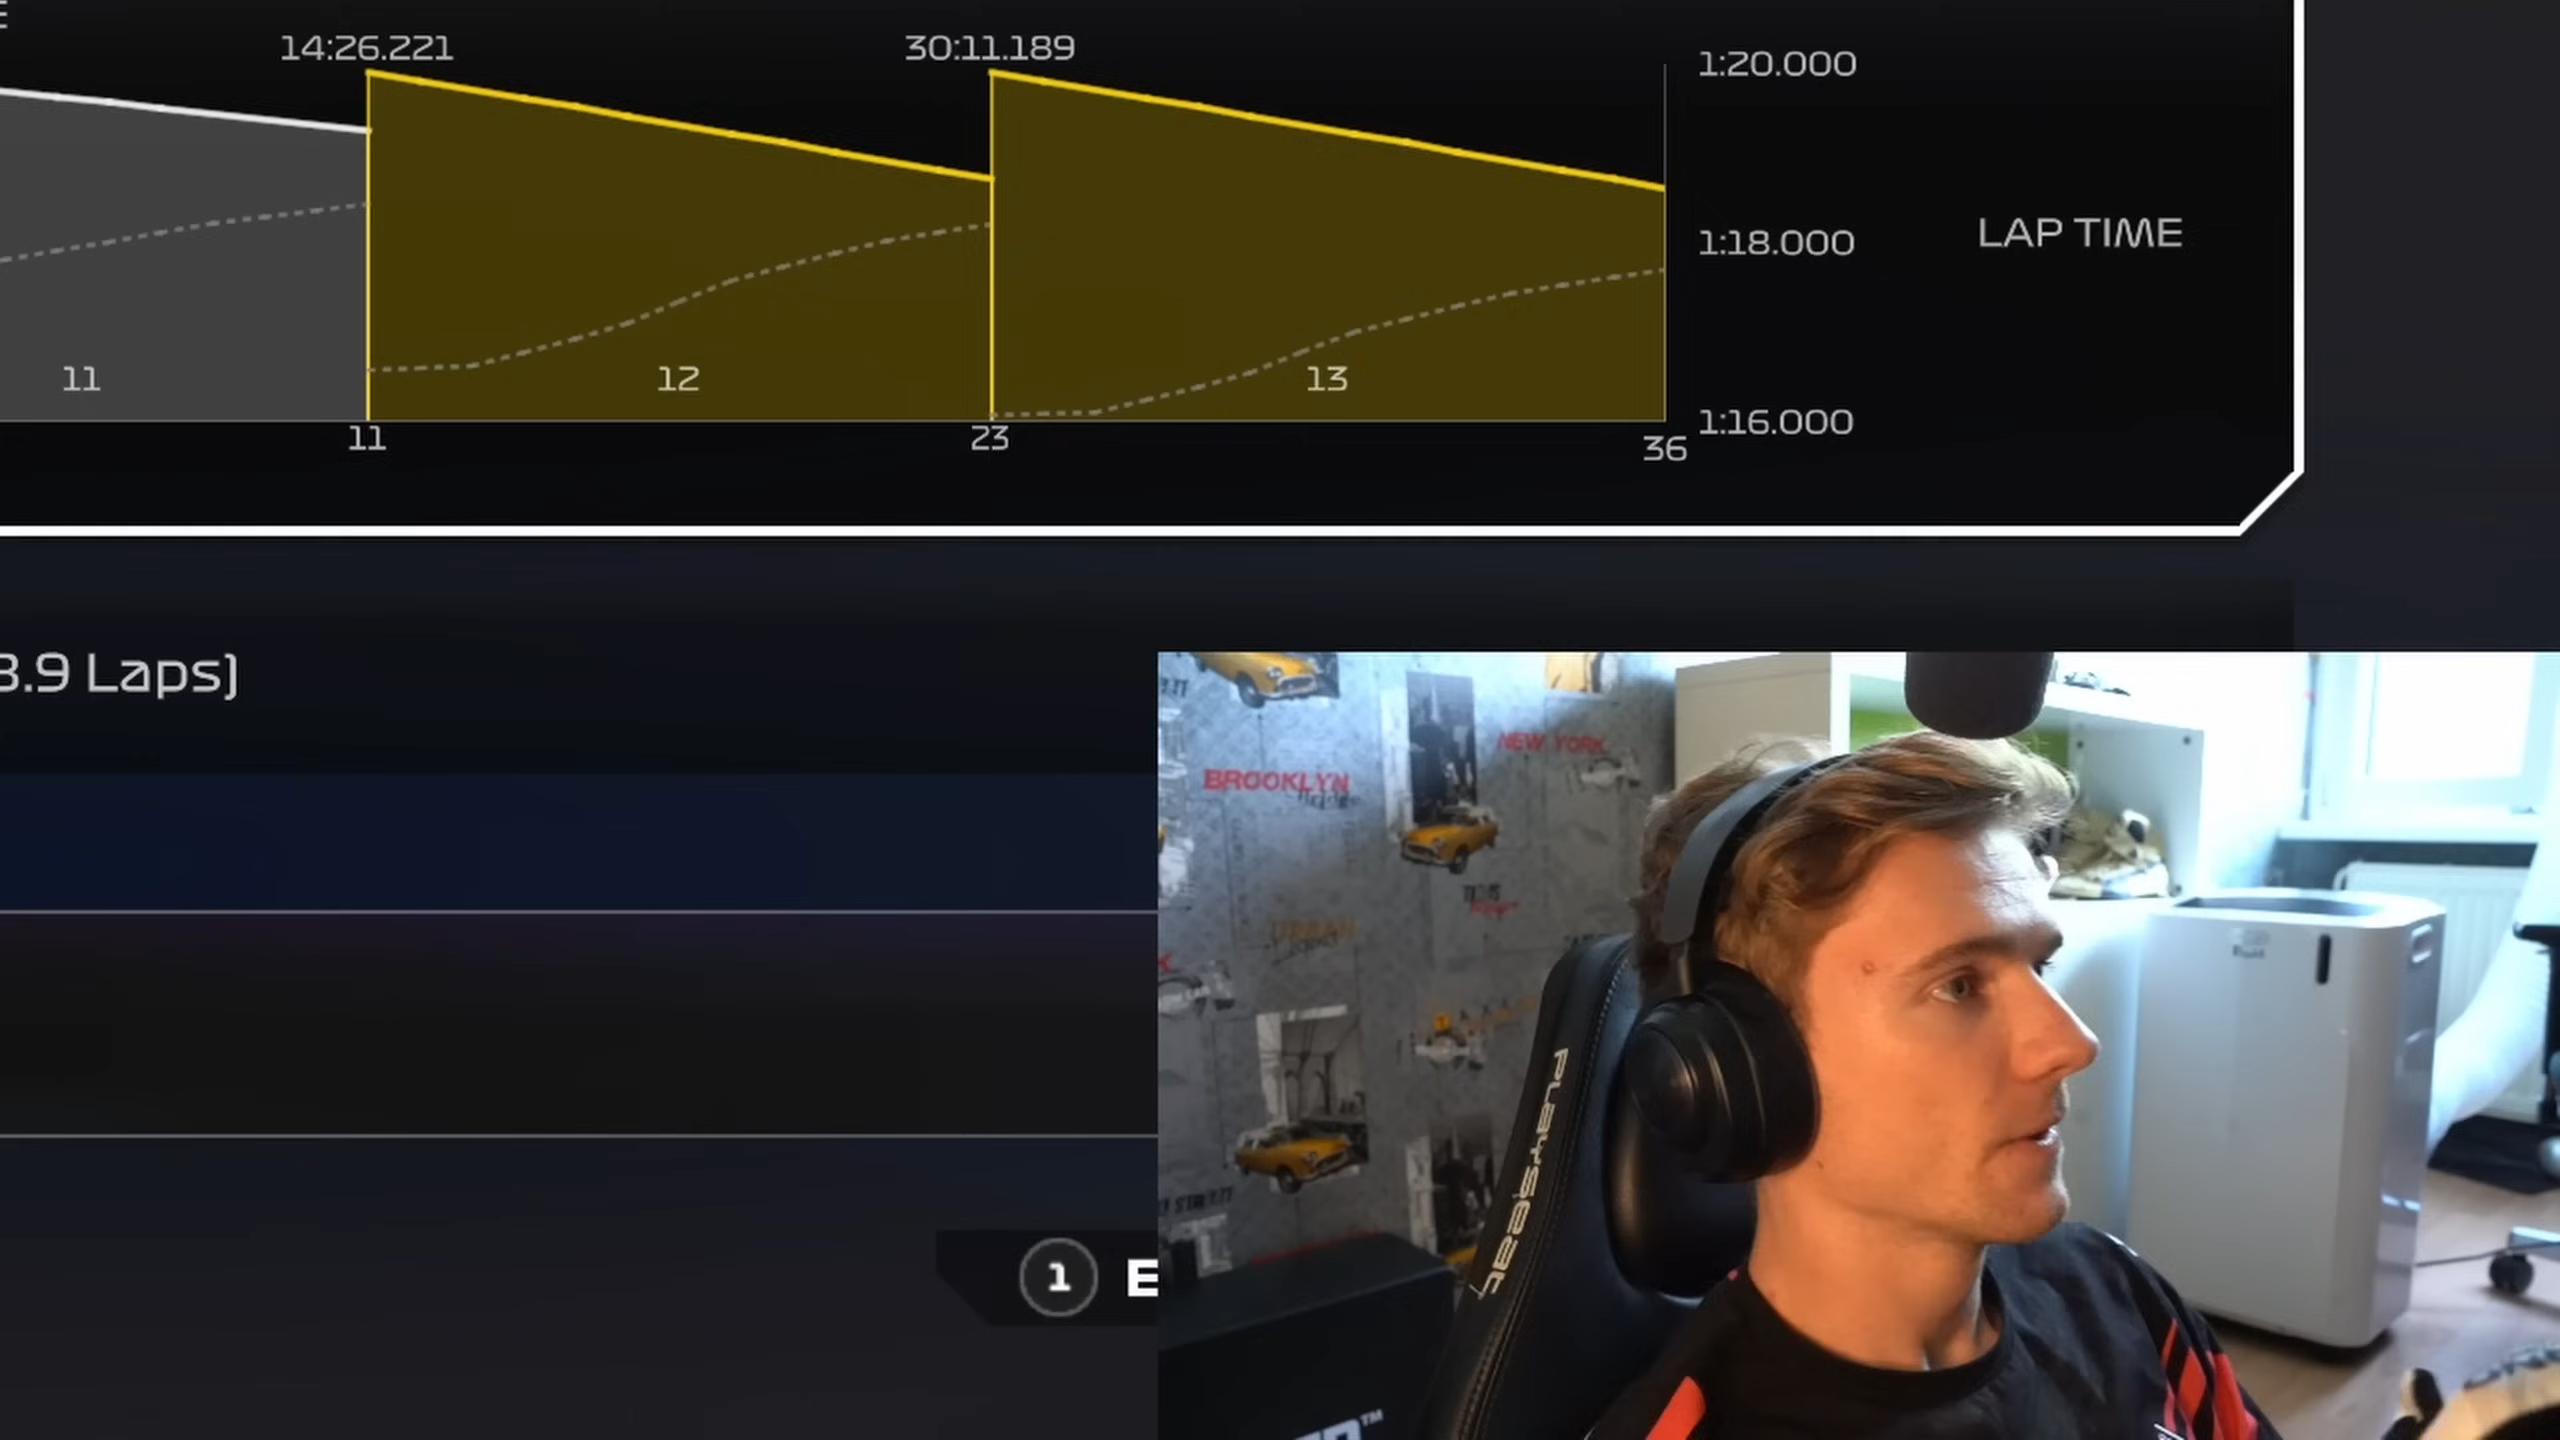 14:26.221
30:11.189
1:20.000
1:18.000
LAP TIME
11
12
13
1:16.000
11
23
36
3.9 Laps)
1 E
NEW YORK
BROOKLYN
PLAYSEAT